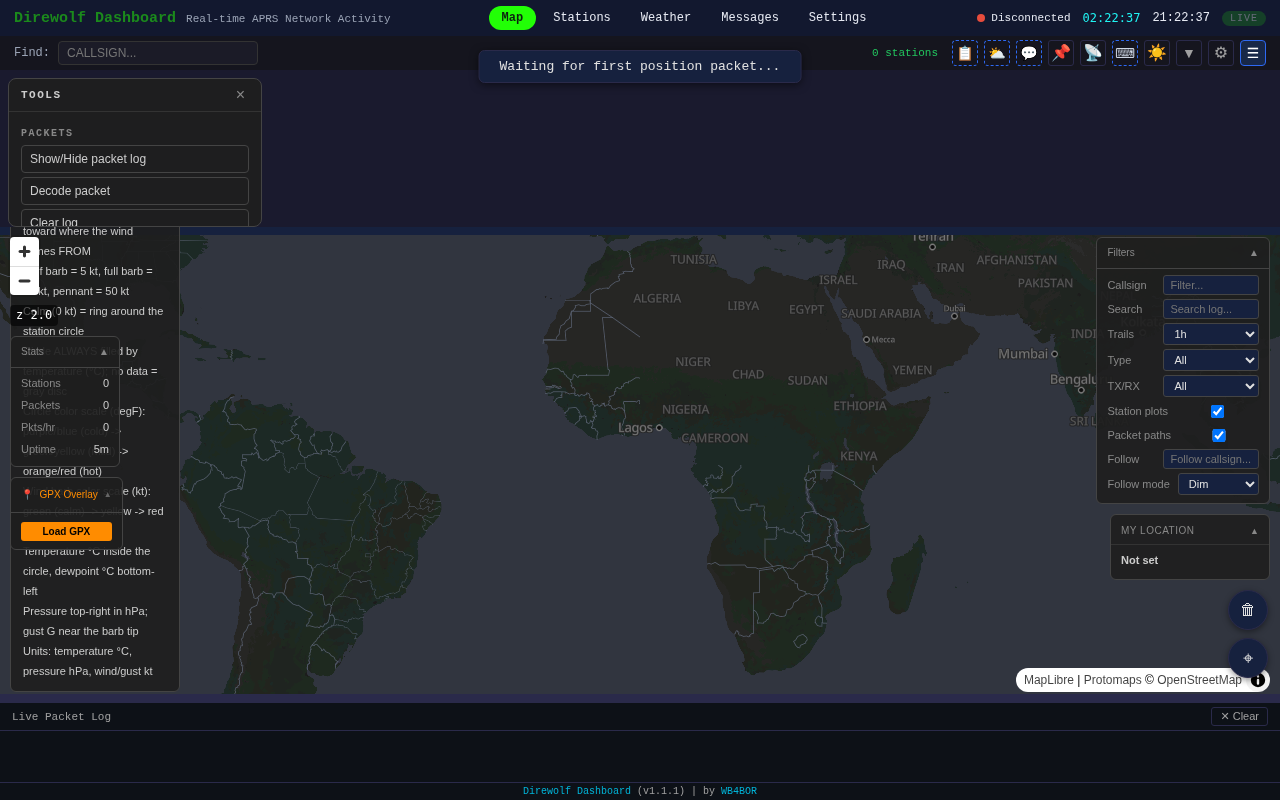 Direwolf Dashboard Real-time APRS Network Activity
Map Stations Weather Messages Settings
Disconnected 02:22:37 21:22:37 LIVE
Find: CALLSIGN...
0 stations
Waiting for first position packet...
TOOLS ×
PACKETS
Show/Hide packet log
Decode packet
Clear log
toward where the wind
FROM
barb = 5 kt, full barb =
kt, pennant = 50 kt
0 kt) = ring around the
station circle
z 2.0
Stats ▲
Stations 0
Packets 0
Pkts/hr 0
Uptime 5m
orange/red (hot)
GPX Overlay ▲
Load GPX
Temperature °C inside the
circle, dewpoint °C bottom-
left
Pressure top-right in hPa;
gust G near the barb tip
Units: temperature °C,
pressure hPa, wind/gust kt
Tehran
TUNISIA
ISRAEL
IRAQ
IRAN
AFGHANISTAN
PAKISTAN
ALGERIA
LIBYA
EGYPT
SAUDI ARABIA
Dubai
Mecca
Mumbai
NIGER
CHAD
SUDAN
YEMEN
NIGERIA
ETHIOPIA
Lagos
CAMEROON
KENYA
Filters ▲
Callsign Filter...
Search Search log...
Trails 1h
Type All
TX/RX All
Station plots
Packet paths
Follow Follow callsign...
Follow mode Dim
MY LOCATION ▲
Not set
MapLibre | Protomaps © OpenStreetMap
Live Packet Log
✕ Clear
Direwolf Dashboard (v1.1.1) | by WB4BOR